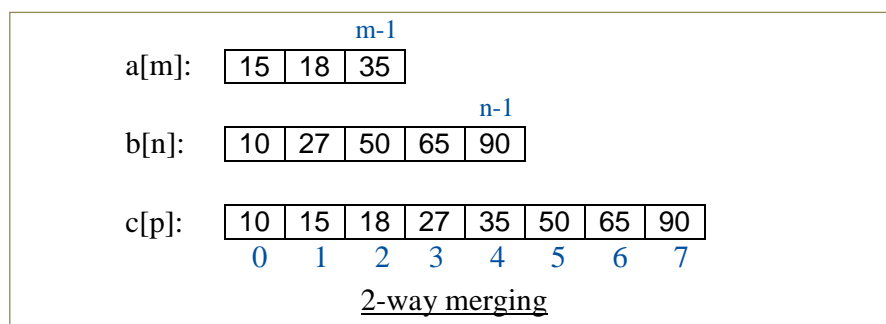 m-1
a[m]: 15 18 35
n-1
b[n]: 10 27 50 65 90
c[p]: 10 15 18 27 35 50 65 90
0 1 2 3 4 5 6 7
2-way merging